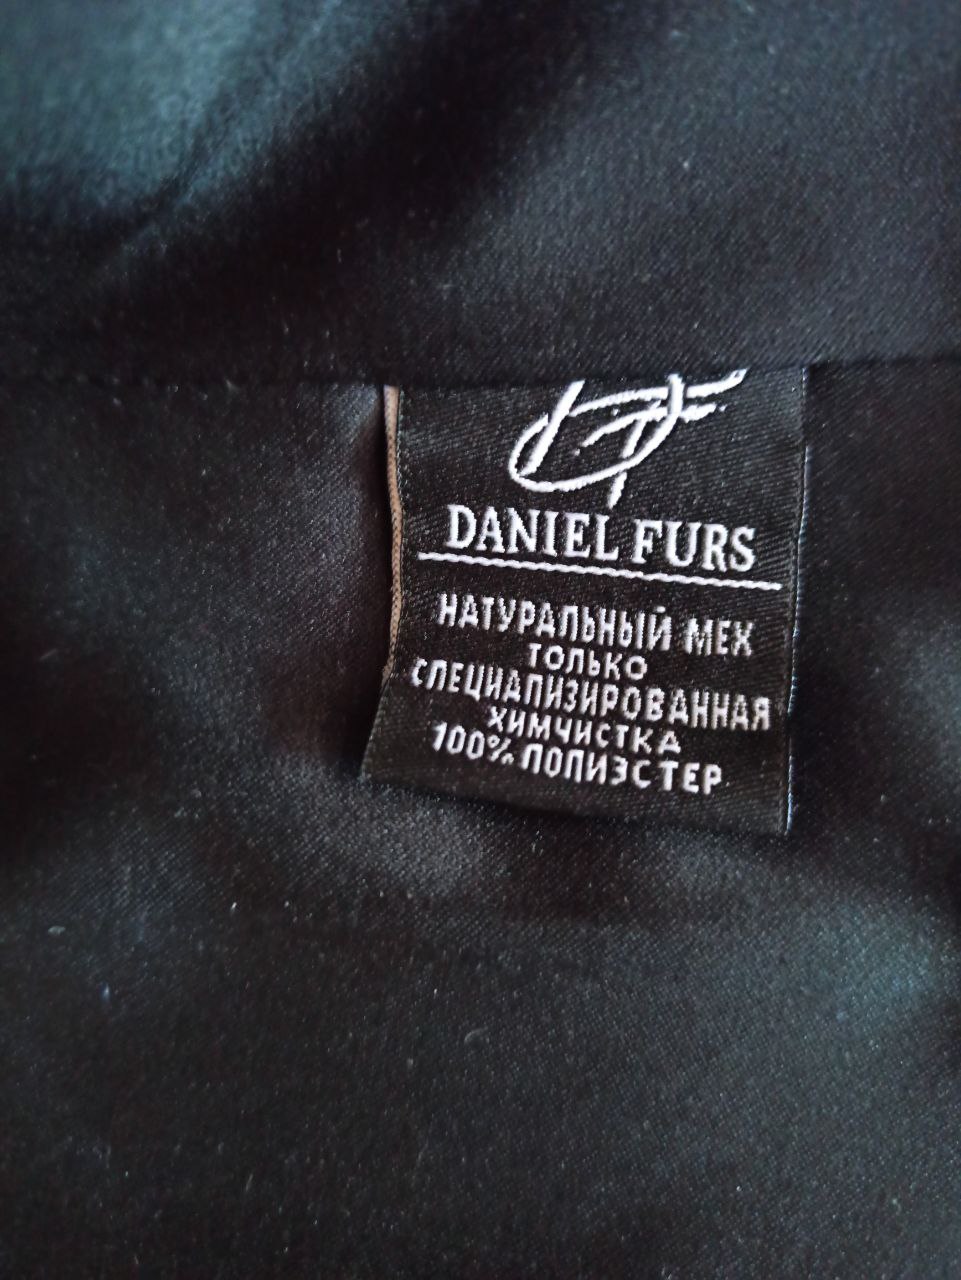 DANIEL FURS
НАТУРАЛЬНЫЙ МЕХ
ТОЛЬКО
СПЕЦИАЛИЗИРОВАННАЯ
ХИМЧИСТКА
100% ПОЛИЭСТЕР